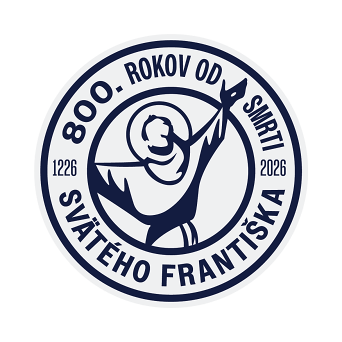 800. ROKOV OD SMRTI
1226
2026
SVÄTÉHO FRANTIŠKA